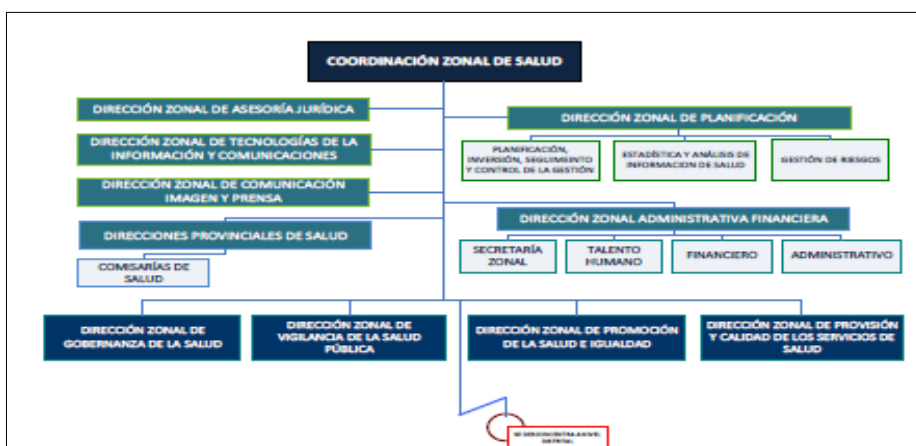 COORDINACIÓN ZONAL DE SALUD
DIRECCIÓN ZONAL DE ASESORÍA JURÍDICA
DIRECCIÓN ZONAL DE TECNOLOGÍAS DE LA
INFORMACIÓN Y COMUNICACIONES
DIRECCIÓN ZONAL DE COMUNICACIÓN
IMAGEN Y PRENSA
DIRECCIÓN ZONAL DE PLANIFICACIÓN
PLANIFICACIÓN,
INVERSIÓN, SEGUIMIENTO
Y CONTROL DE LA GESTIÓN
ESTADÍSTICA Y ANÁLISIS DE
INFORMACION DE SALUD
GESTIÓN DE RIESGOS
DIRECCIONES PROVINCIALES DE SALUD
COMISARÍAS DE
SALUD
DIRECCIÓN ZONAL ADMINISTRATIVA FINANCIERA
SECRETARÍA
ZONAL
TALENTO
HUMANO
FINANCIERO
ADMINISTRATIVO
DIRECCIÓN ZONAL DE
GOBERNANZA DE LA SALUD
DIRECCIÓN ZONAL DE
VIGILANCIA DE LA SALUD
PÚBLICA
DIRECCIÓN ZONAL DE PROMOCIÓN
DE LA SALUD E IGUALDAD
DIRECCIÓN ZONAL DE PROVISIÓN
Y CALIDAD DE LOS SERVICIOS DE
SALUD
SE DESCONCENTRA A NIVEL
DISTRITAL